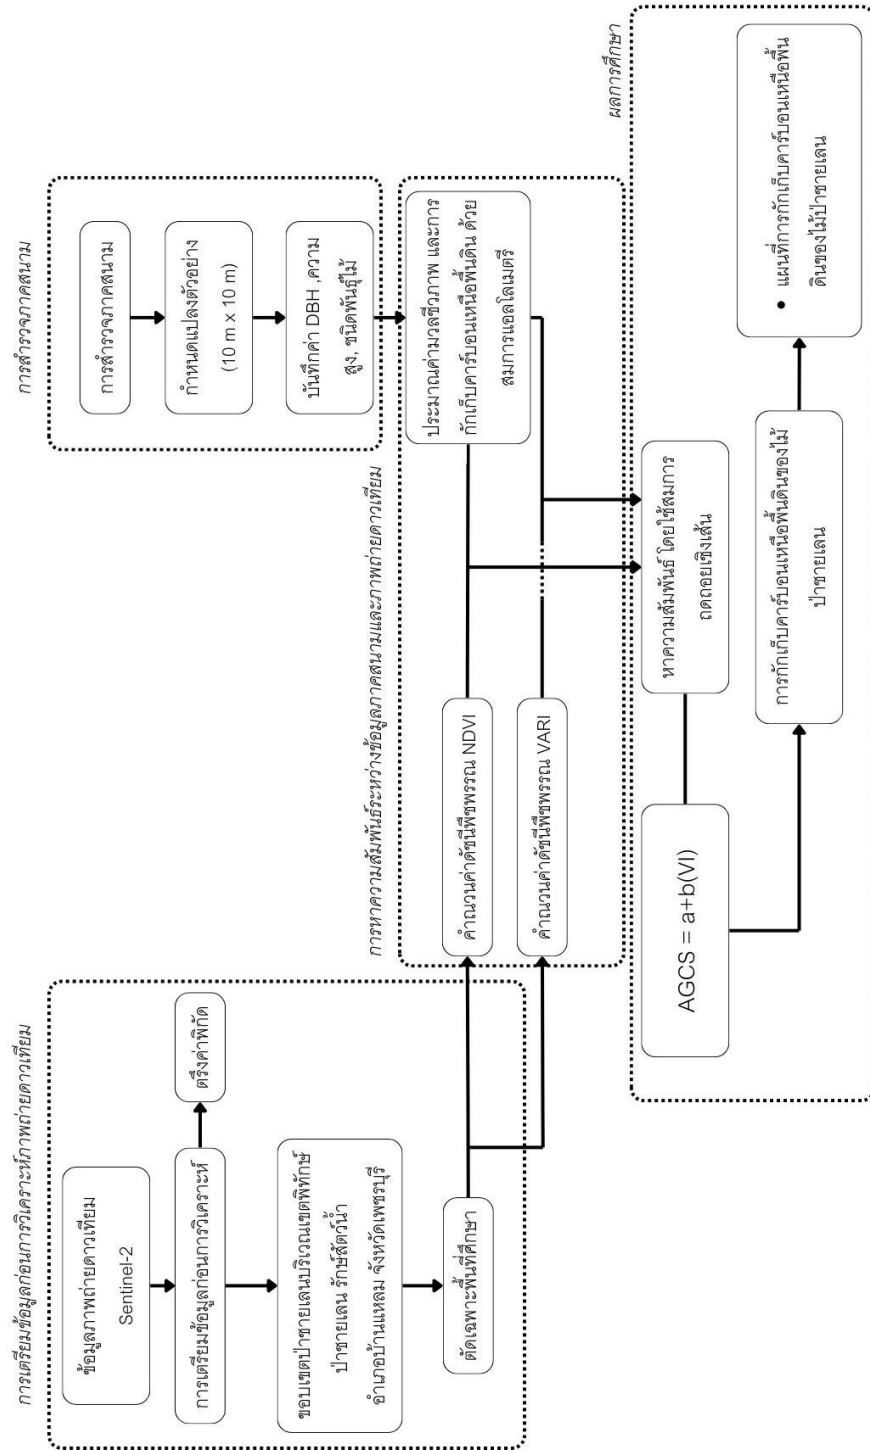 การเตรียมข้อมูลก่อนการวิเคราะห์ภาพถ่ายดาวเทียม
ข้อมูลภาพถ่ายดาวเทียม
Sentinel-2
การเตรียมข้อมูลก่อนการวิเคราะห์
ตรึงค่าพิกัด
ขอบเขตป่าชายเลนบริเวณเขตพิทักษ์
ป่าชายเลน รักษ์สัตว์น้ำ
อำเภอบ้านแหลม จังหวัดเพชรบุรี
ตัดเฉพาะพื้นที่ศึกษา
การสำรวจภาคสนาม
การสำรวจภาคสนาม
กำหนดแปลงตัวอย่าง
(10 m x 10 m)
บันทึกค่า DBH ,ความ
สูง, ชนิดพันธุ์ไม้
การหาความสัมพันธ์ระหว่างข้อมูลภาคสนามและภาพถ่ายดาวเทียม
ประมาณค่ามวลชีวภาพ และการ
กักเก็บคาร์บอนเหนือพื้นดิน ด้วย
สมการแอลโลเมตรี
คำณวนค่าดัชนีพืชพรรณ NDVI
คำณวนค่าดัชนีพืชพรรณ VARI
ผลการศึกษา
หาความสัมพันธ์ โดยใช้สมการ
ถดถอยเชิงเส้น
AGCS = a+b(VI)
การกักเก็บคาร์บอนเหนือพื้นดินของไม้
ป่าชายเลน
• แผนที่การกักเก็บคาร์บอนเหนือพื้น
ดินของไม้ป่าชายเลน